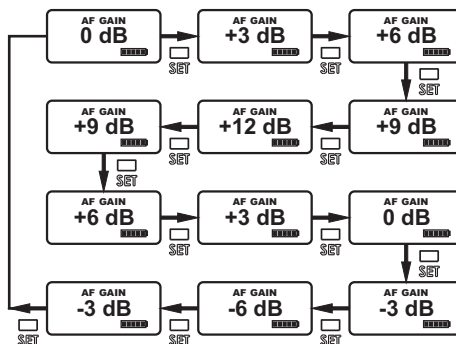 AF GAIN
0 dB
SET
AF GAIN
+3 dB
SET
AF GAIN
+6 dB
SET
AF GAIN
+9 dB
SET
AF GAIN
+12 dB
SET
AF GAIN
+9 dB
SET
AF GAIN
+6 dB
SET
AF GAIN
+3 dB
SET
AF GAIN
0 dB
SET
AF GAIN
-3 dB
SET
AF GAIN
-6 dB
SET
AF GAIN
-3 dB
SET